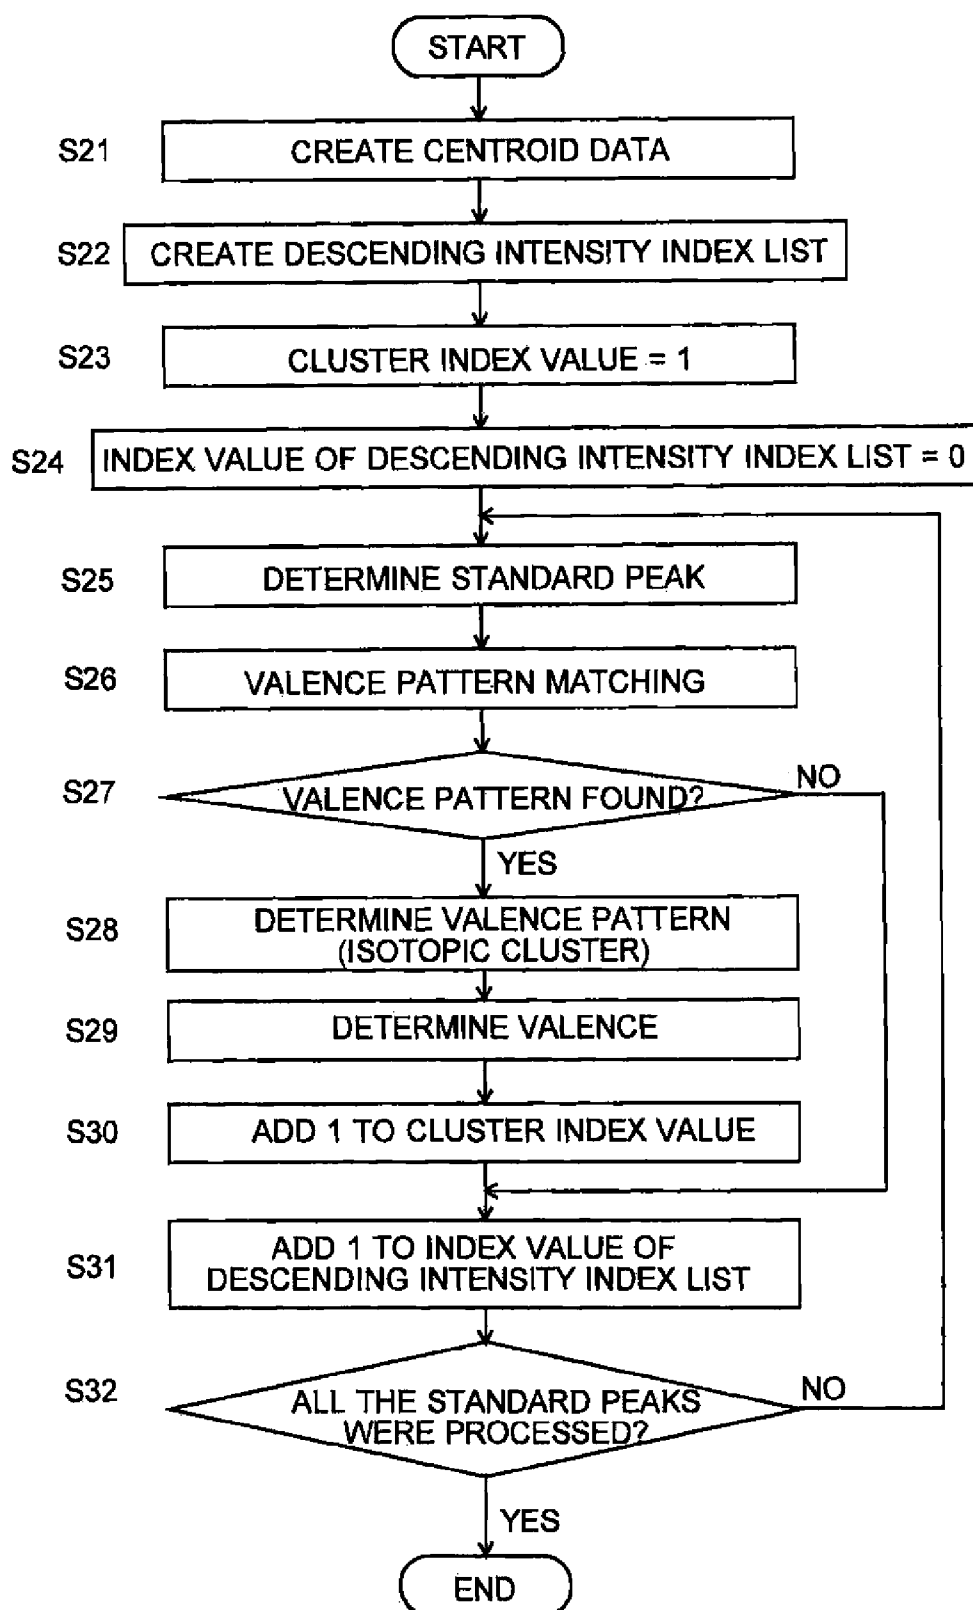 START
S21
CREATE CENTROID DATA
S22
CREATE DESCENDING INTENSITY INDEX LIST
S23
CLUSTER INDEX VALUE = 1
S24
INDEX VALUE OF DESCENDING INTENSITY INDEX LIST = 0
S25
DETERMINE STANDARD PEAK
S26
VALENCE PATTERN MATCHING
S27
VALENCE PATTERN FOUND?
NO
YES
S28
DETERMINE VALENCE PATTERN
(ISOTOPIC CLUSTER)
S29
DETERMINE VALENCE
S30
ADD 1 TO CLUSTER INDEX VALUE
S31
ADD 1 TO INDEX VALUE OF
DESCENDING INTENSITY INDEX LIST
S32
ALL THE STANDARD PEAKS
WERE PROCESSED?
NO
YES
END